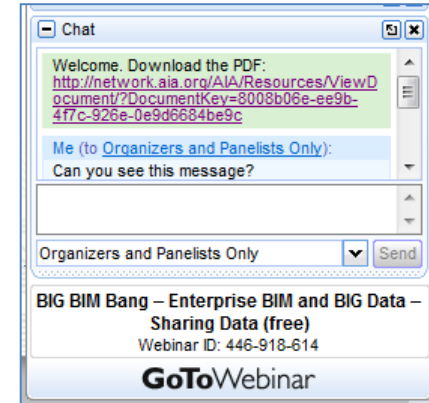 Chat
Welcome. Download the PDF:
http://network.aia.org/AIA/Resources/ViewD
ocument/?DocumentKey=8008b06e-ee9b-
4f7c-926e-0e9d6684be9c
Me (to Organizers and Panelists Only):
Can you see this message?
Organizers and Panelists Only
Send
BIG BIM Bang – Enterprise BIM and BIG Data –
Sharing Data (free)
Webinar ID: 446-918-614
GoToWebinar